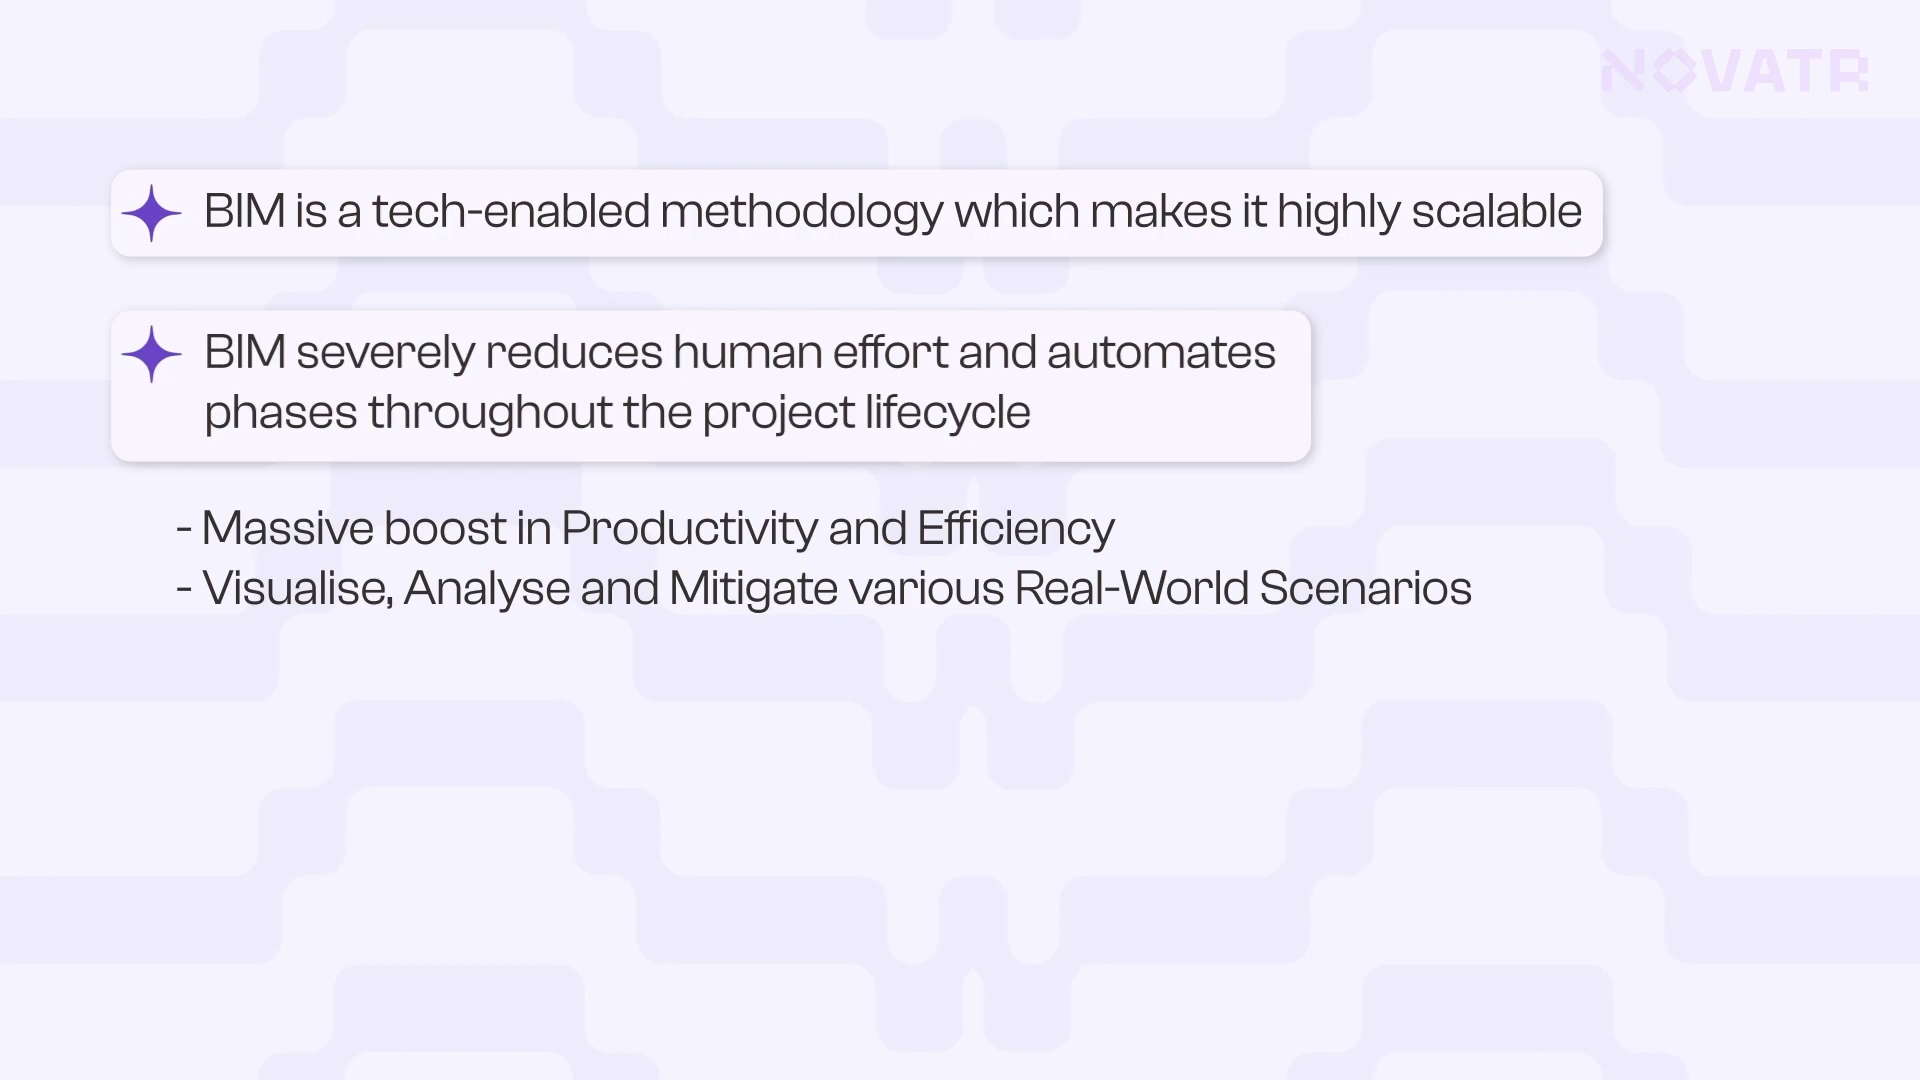 NOVATR
BIM is a tech-enabled methodology which makes it highly scalable
BIM severely reduces human effort and automates
phases throughout the project lifecycle
- Massive boost in Productivity and Efficiency
- Visualise, Analyse and Mitigate various Real-World Scenarios